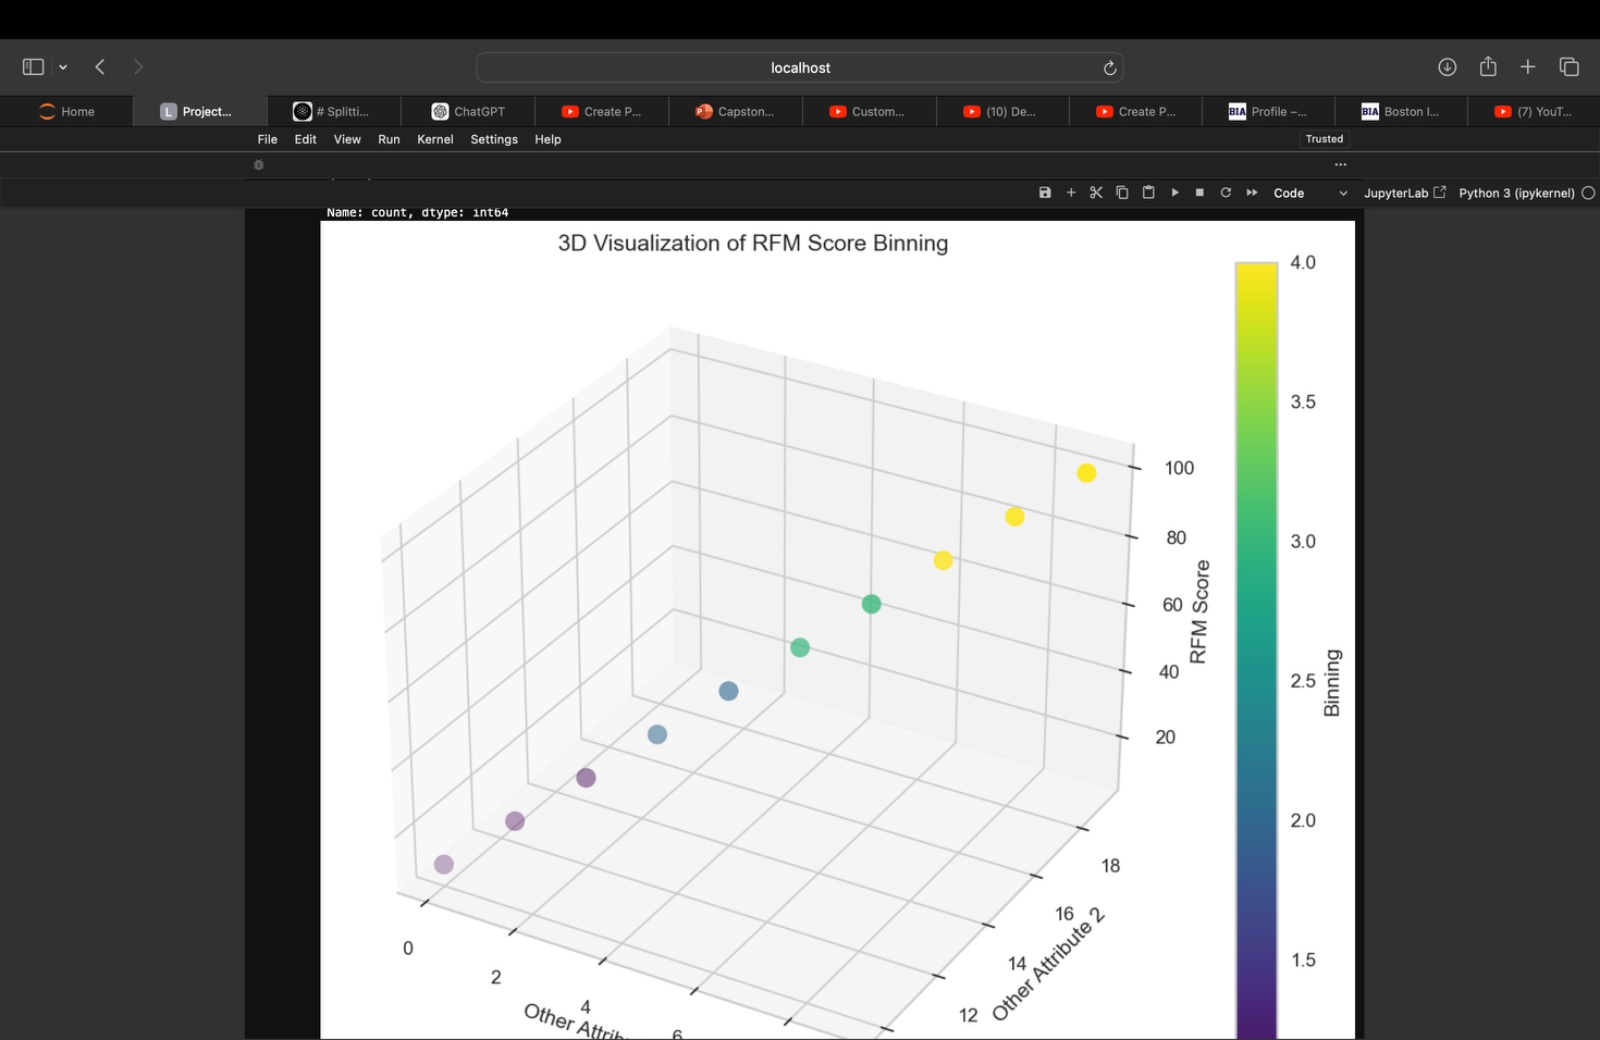 localhost
Home
Project...
# Splitti...
ChatGPT
Create P...
Capston...
Custom...
(10) De...
Create P...
BIA Profile –...
BIA Boston I...
(7) YouT...
File Edit View Run Kernel Settings Help
Trusted
Code
JupyterLab
Python 3 (ipykernel)
Name: count, dtype: int64
3D Visualization of RFM Score Binning
100
80
60
40
20
RFM Score
18
16
14
12
Other Attribute 2
0
2
4
6
4.0
3.5
3.0
2.5
2.0
1.5
Binning